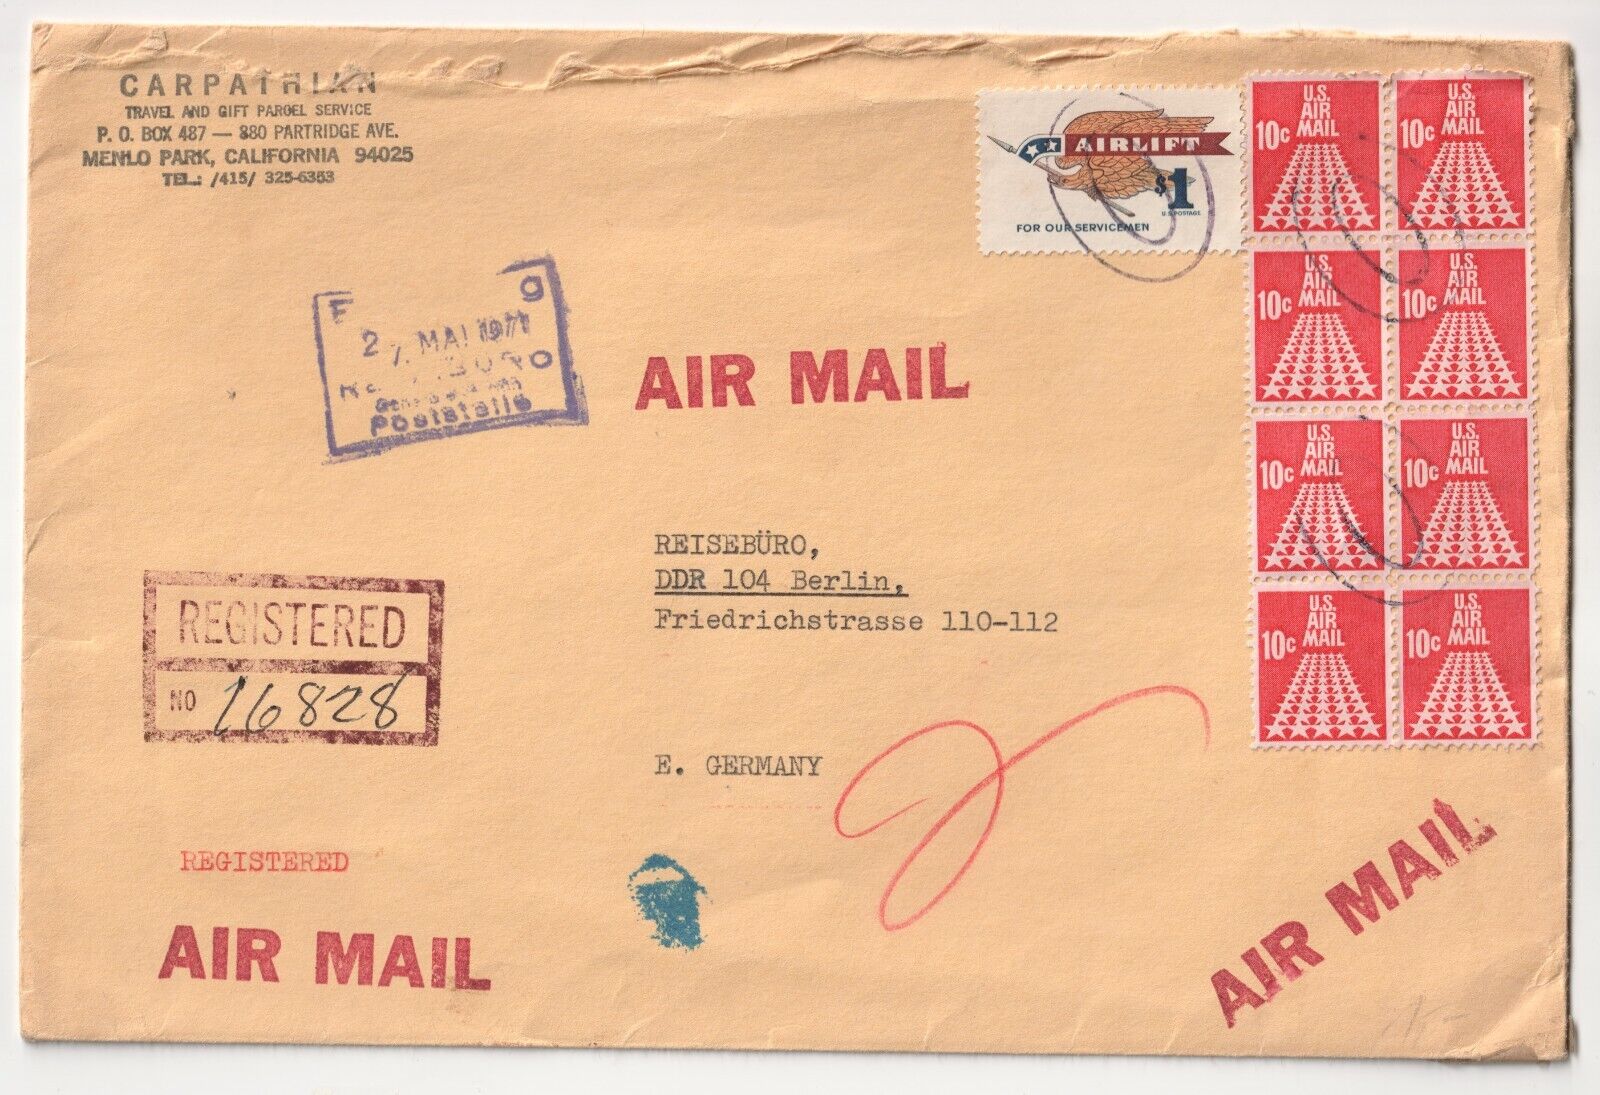 CARPATHIAN
TRAVEL AND GIFT PARCEL SERVICE
P. O. BOX 487 — 880 PARTRIDGE AVE.
MENLO PARK, CALIFORNIA 94025
TEL.: /415/ 325-6353
AIRLIFT
$1
U.S. POSTAGE
FOR OUR SERVICEMEN
U.S. AIR MAIL 10c
U.S. AIR MAIL 10c
U.S. AIR MAIL 10c
U.S. AIR MAIL 10c
U.S. AIR MAIL 10c
U.S. AIR MAIL 10c
U.S. AIR MAIL 10c
U.S. AIR MAIL 10c
E g
27. MAI 1971
Poststelle
AIR MAIL
REISEBÜRO,
DDR 104 Berlin,
Friedrichstrasse 110-112
E. GERMANY
REGISTERED
NO 16828
REGISTERED
AIR MAIL
AIR MAIL